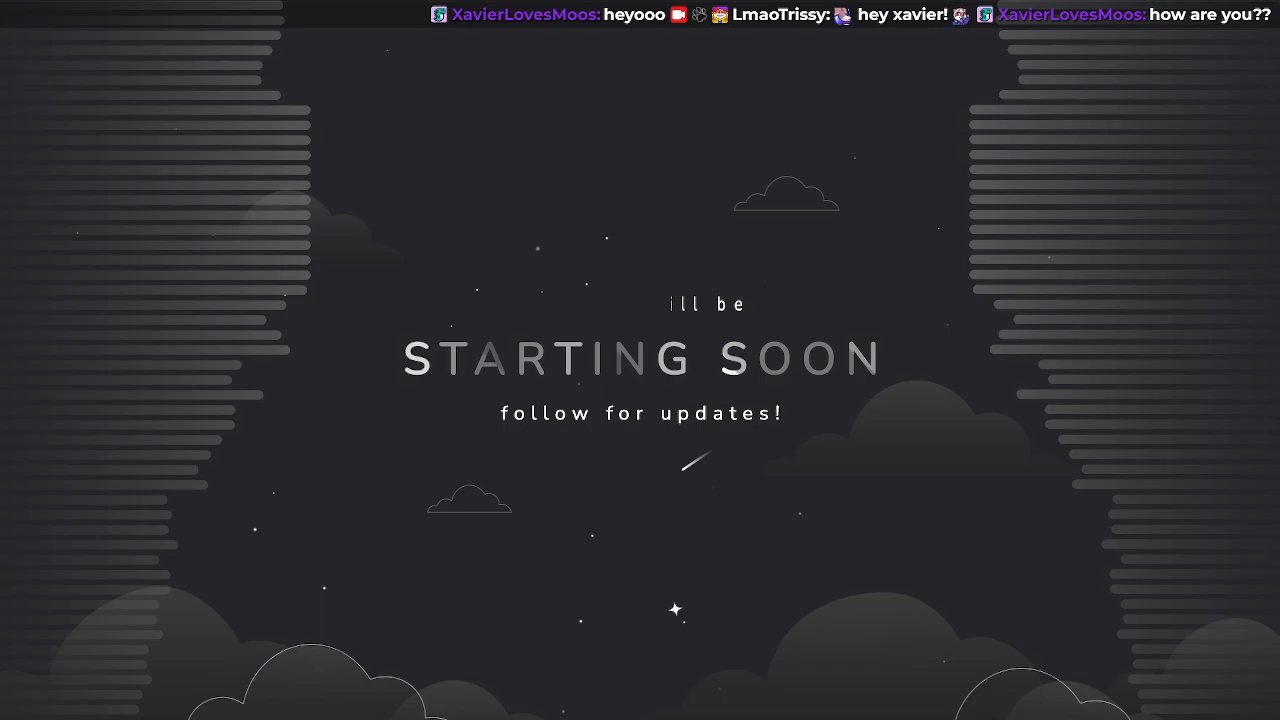 XavierLovesMoos: heyooo LmaoTrissy: hey xavier! XavierLovesMoos: how are you??
ill be
STARTING SOON
follow for updates!